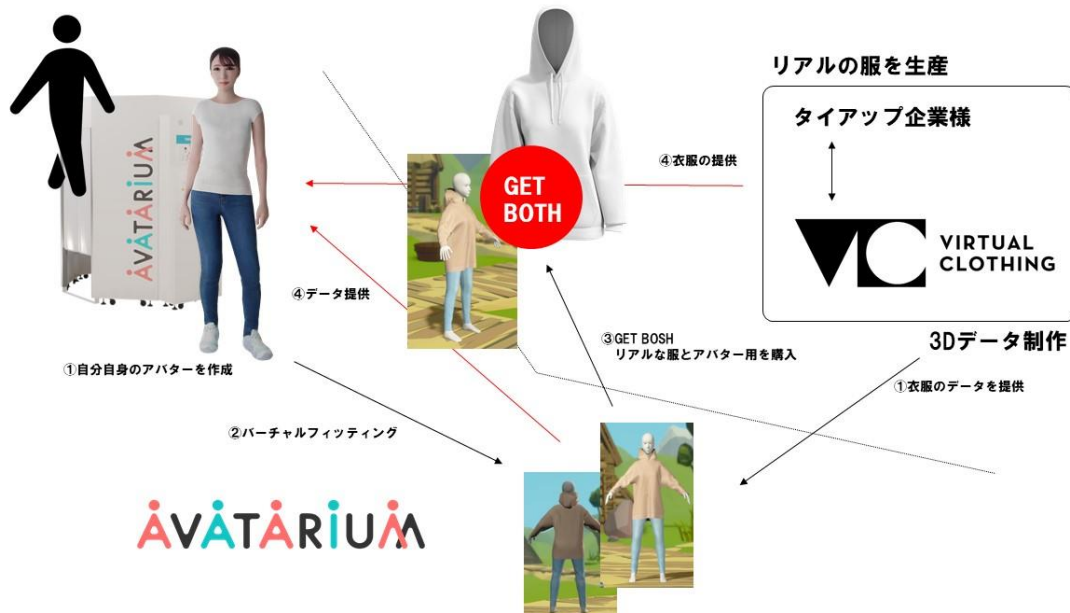 リアルの服を生産
タイアップ企業様
④衣服の提供
GET
BOTH
AVATARIUM
VC VIRTUAL
CLOTHING
④データ提供
③GET BOSH
リアルな服とアバター用を購入
3Dデータ制作
①自分自身のアバターを作成
①衣服のデータを提供
②バーチャルフィッティング
AVATARIUM